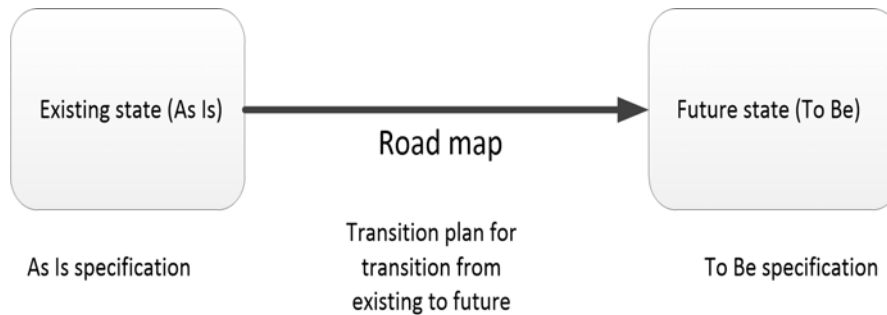 Existing state (As Is)
Future state (To Be)
Road map
Transition plan for
transition from
existing to future
As Is specification
To Be specification